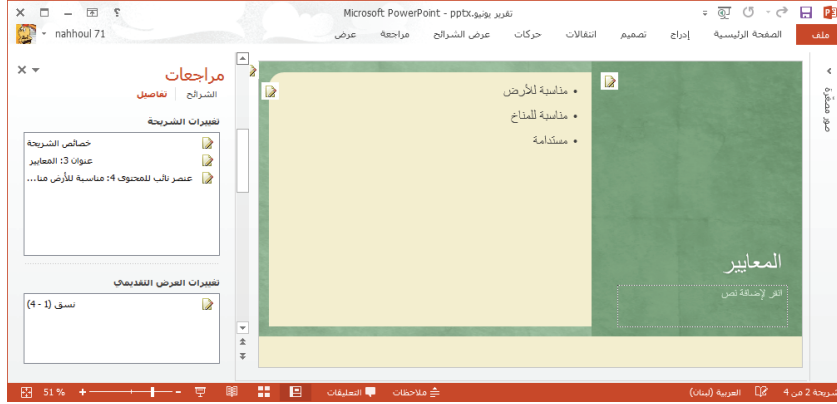 تقرير يونيو.pptx - Microsoft PowerPoint
ملف الصفحة الرئيسية إدراج تصميم انتقالات حركات عرض الشرائح مراجعة عرض
nahhoul 71
صور مصغّرة
مناسبة للأرض
مناسبة للمناخ
مستدامة
المعايير
انقر لإضافة نص
مراجعات
الشرائح تفاصيل
تغييرات الشريحة
خصائص الشريحة
عنوان 3: المعايير
عنصر نائب للمحتوى 4: مناسبة للأرض منا...
تغييرات العرض التقديمي
نسق (1 - 4)
شريحة 2 من 4 العربية (لبنان) ملاحظات التعليقات 51 %